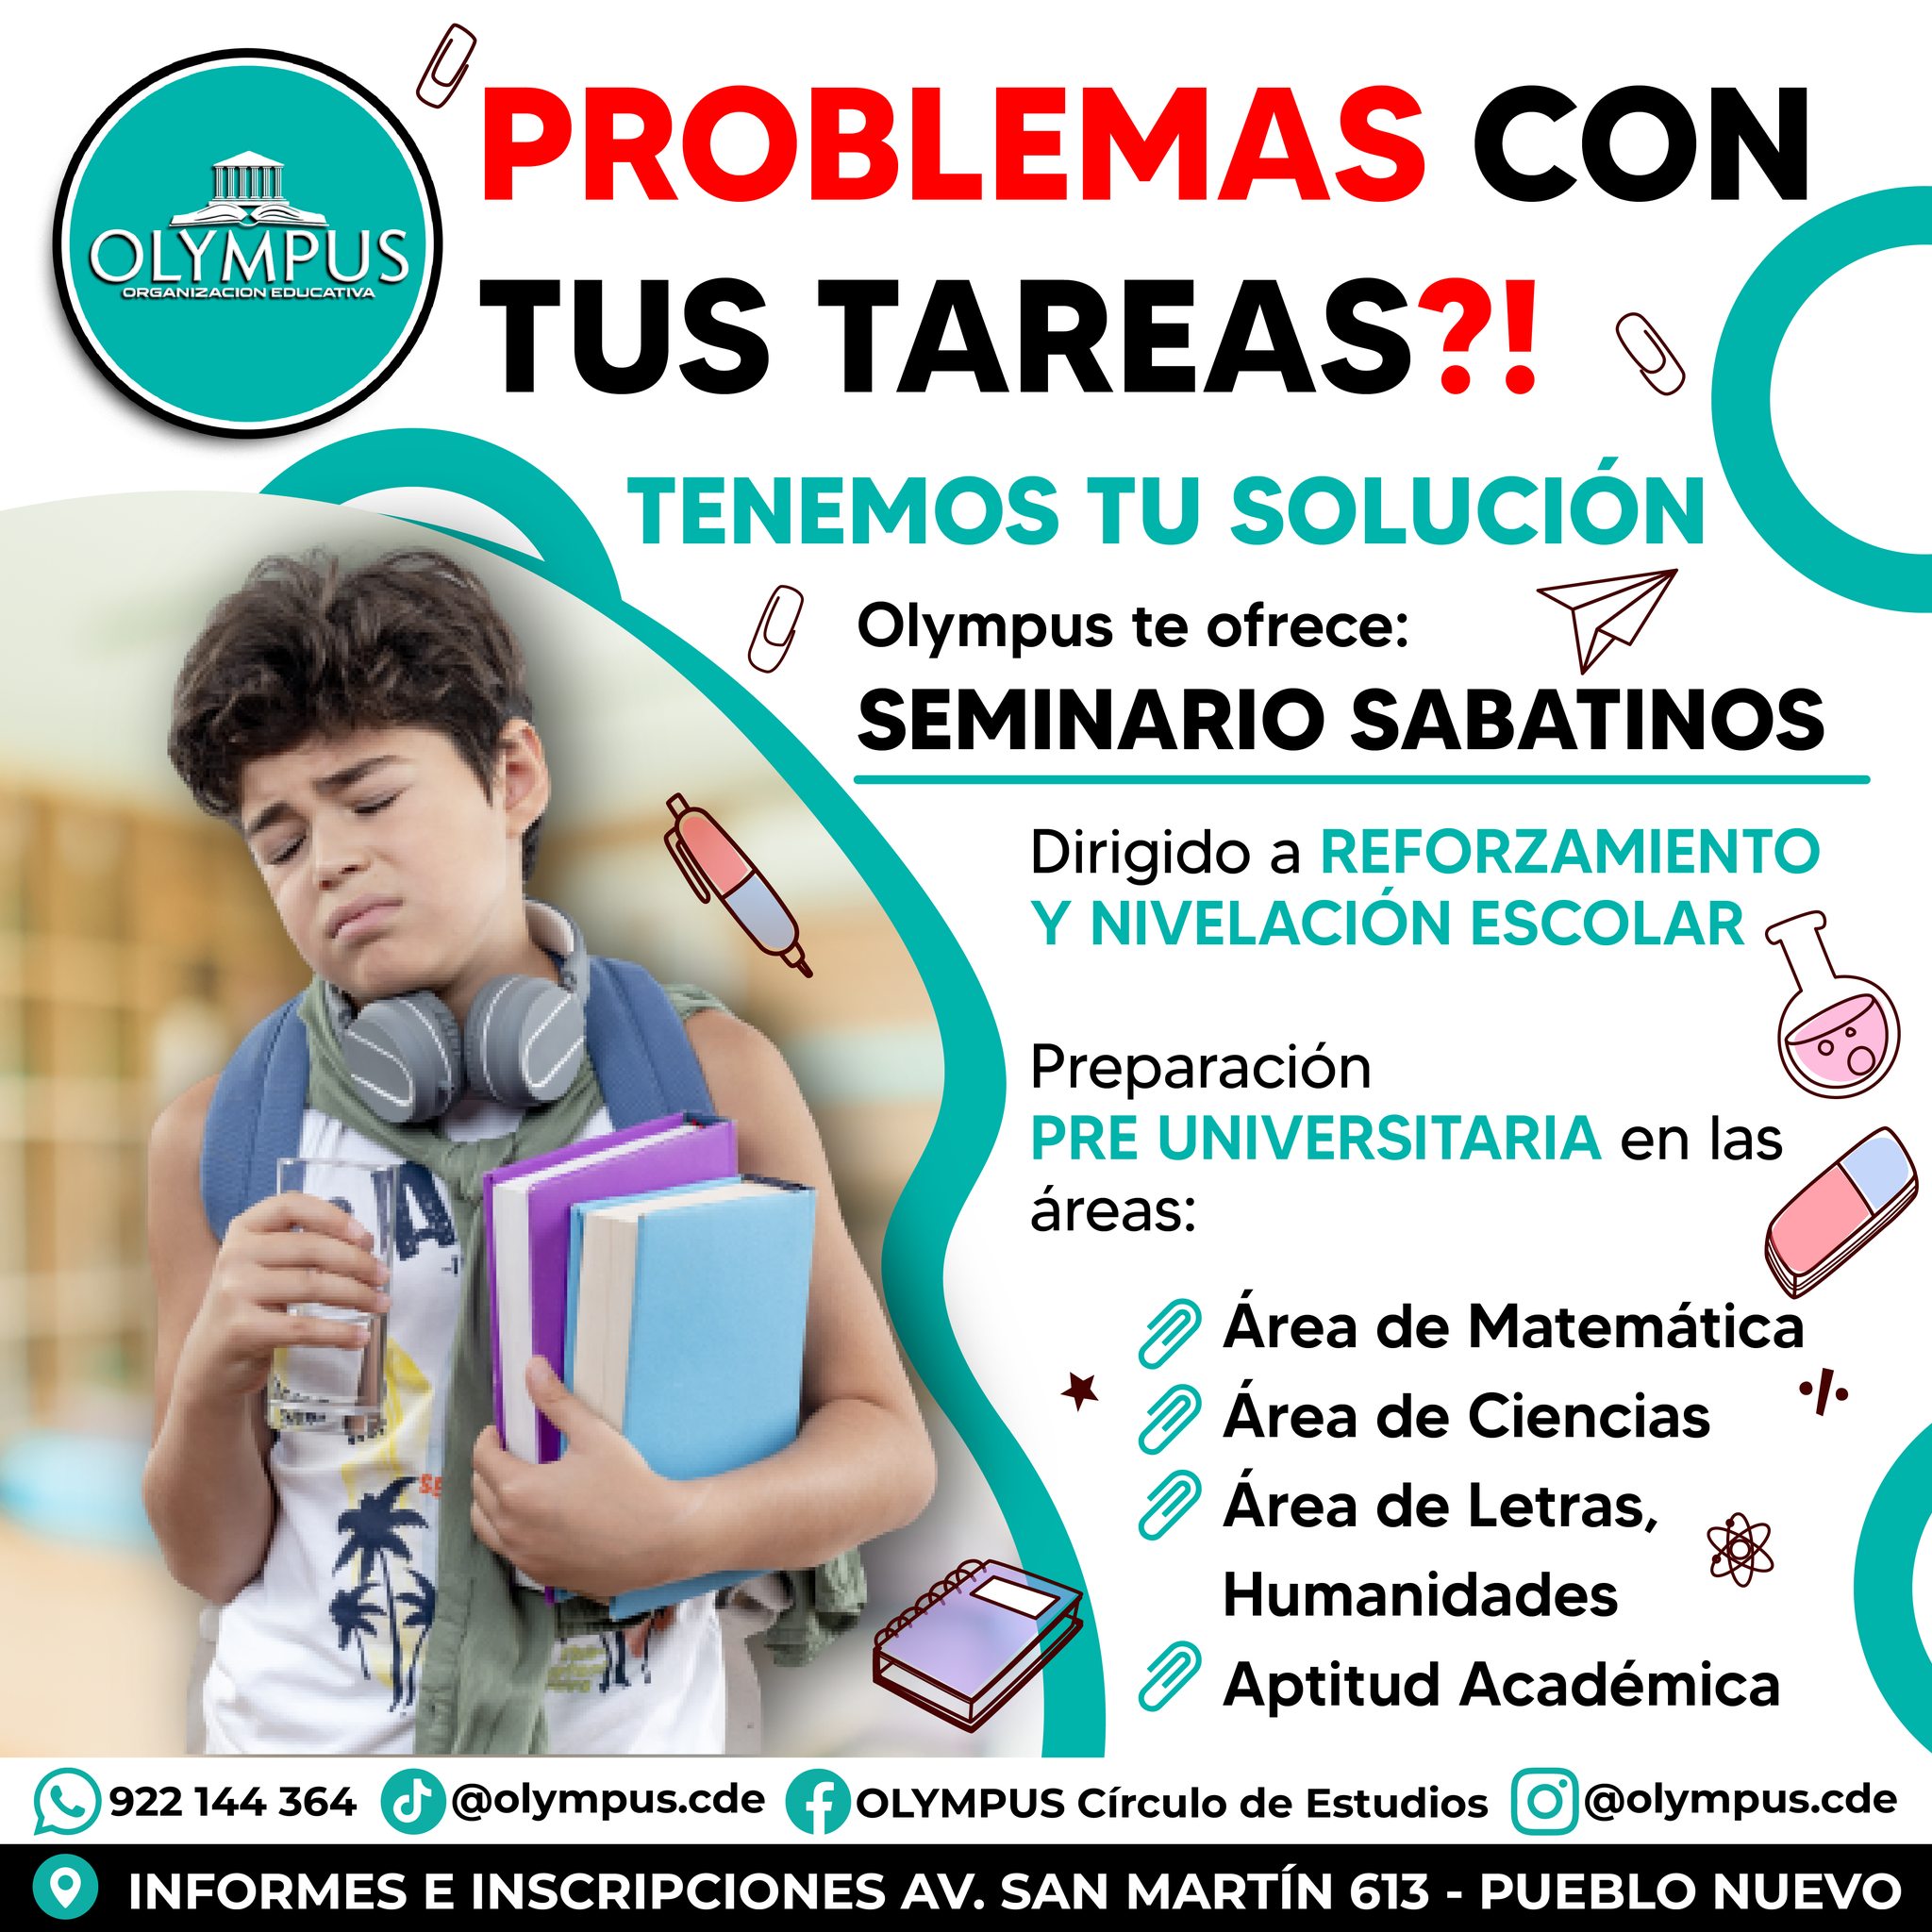 OLYMPUS
ORGANIZACION EDUCATIVA
PROBLEMAS CON
TUS TAREAS?!
TENEMOS TU SOLUCIÓN
Olympus te ofrece:
SEMINARIO SABATINOS
Dirigido a REFORZAMIENTO
Y NIVELACIÓN ESCOLAR
Preparación
PRE UNIVERSITARIA en las
áreas:
Área de Matemática
Área de Ciencias
Área de Letras,
Humanidades
Aptitud Académica
922 144 364 @olympus.cde OLYMPUS Círculo de Estudios @olympus.cde
INFORMES E INSCRIPCIONES AV. SAN MARTÍN 613 - PUEBLO NUEVO